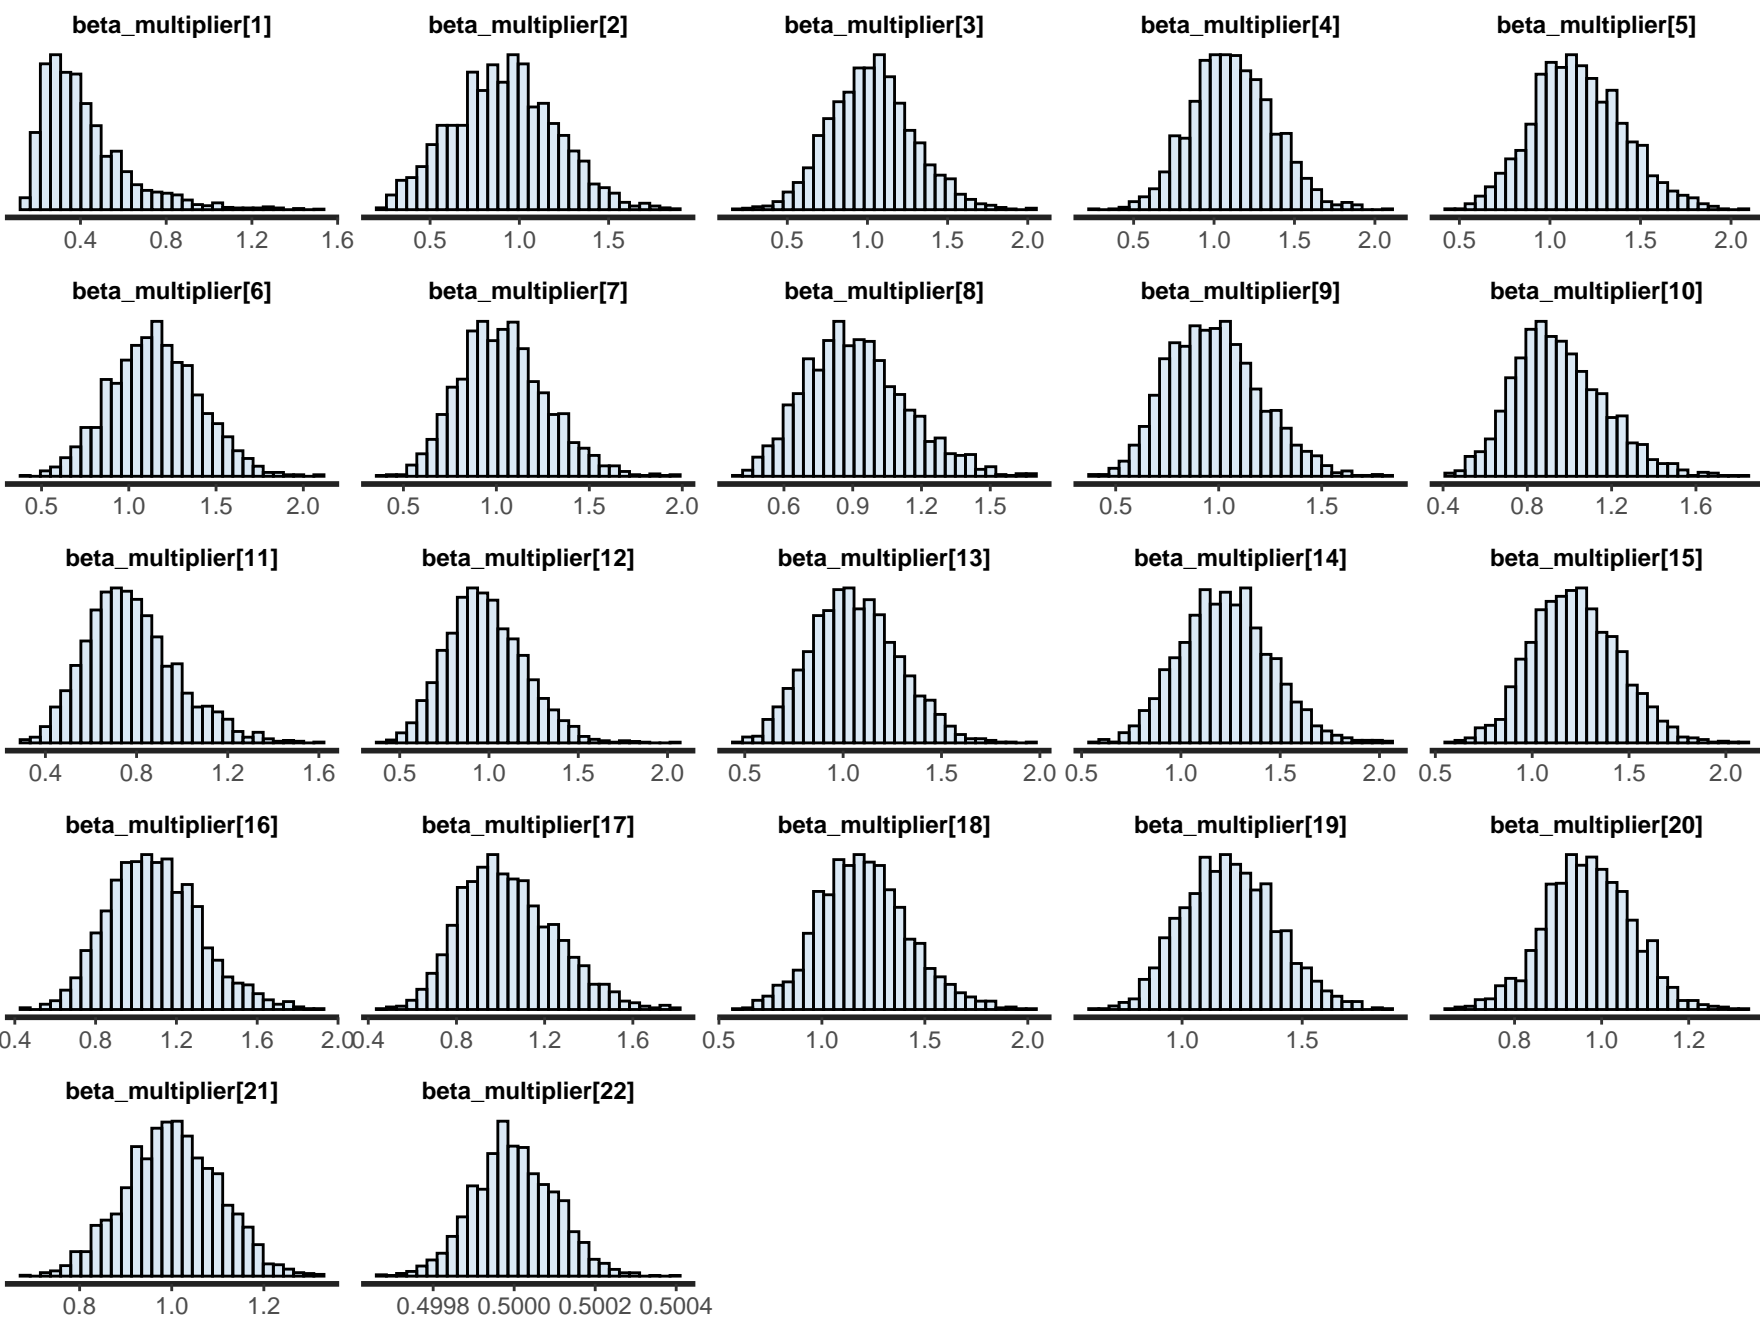 beta_multiplier[1] beta_multiplier[2] beta_multiplier[3] beta_multiplier[4] beta_multiplier[5]
0.4 0.8 1.2 1.6 0.5 1.0 1.5 0.5 1.0 1.5 2.0 0.5 1.0 1.5 2.0 0.5 1.0 1.5 2.0
beta_multiplier[6] beta_multiplier[7] beta_multiplier[8] beta_multiplier[9] beta_multiplier[10]
0.5 1.0 1.5 2.0 0.5 1.0 1.5 2.0 0.6 0.9 1.2 1.5 0.5 1.0 1.5 0.4 0.8 1.2 1.6
beta_multiplier[11] beta_multiplier[12] beta_multiplier[13] beta_multiplier[14] beta_multiplier[15]
0.4 0.8 1.2 1.6 0.5 1.0 1.5 2.0 0.5 1.0 1.5 2.0 0.5 1.0 1.5 2.0 0.5 1.0 1.5 2.0
beta_multiplier[16] beta_multiplier[17] beta_multiplier[18] beta_multiplier[19] beta_multiplier[20]
0.4 0.8 1.2 1.6 2.0 0.4 0.8 1.2 1.6 0.5 1.0 1.5 2.0 1.0 1.5 0.8 1.0 1.2
beta_multiplier[21] beta_multiplier[22]
0.8 1.0 1.2 0.4998 0.5000 0.5002 0.5004